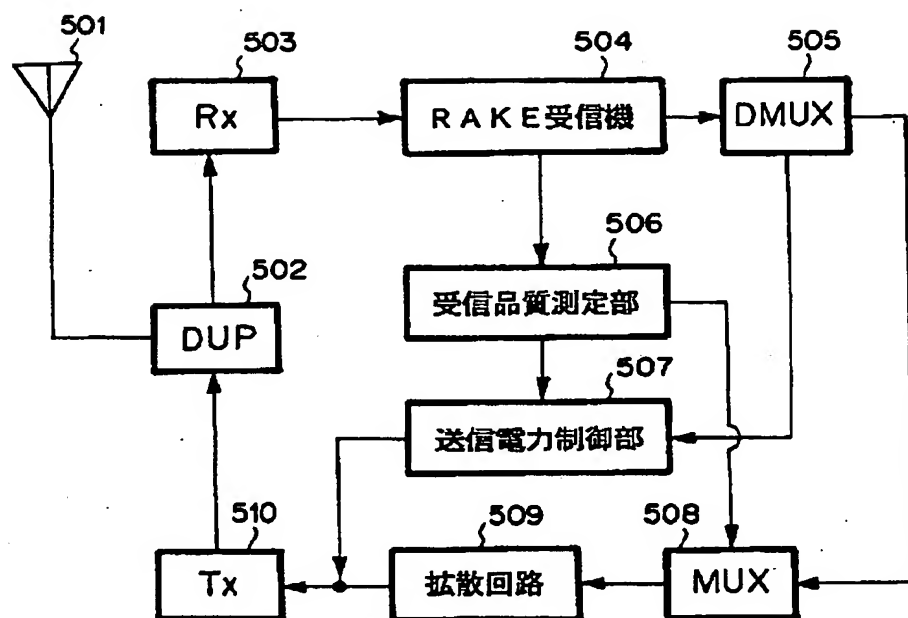 501
503
504
505
Rx
RAKE受信機
DMUX
506
502
受信品質測定部
DUP
507
送信電力制御部
510
509
508
Tx
拡散回路
MUX